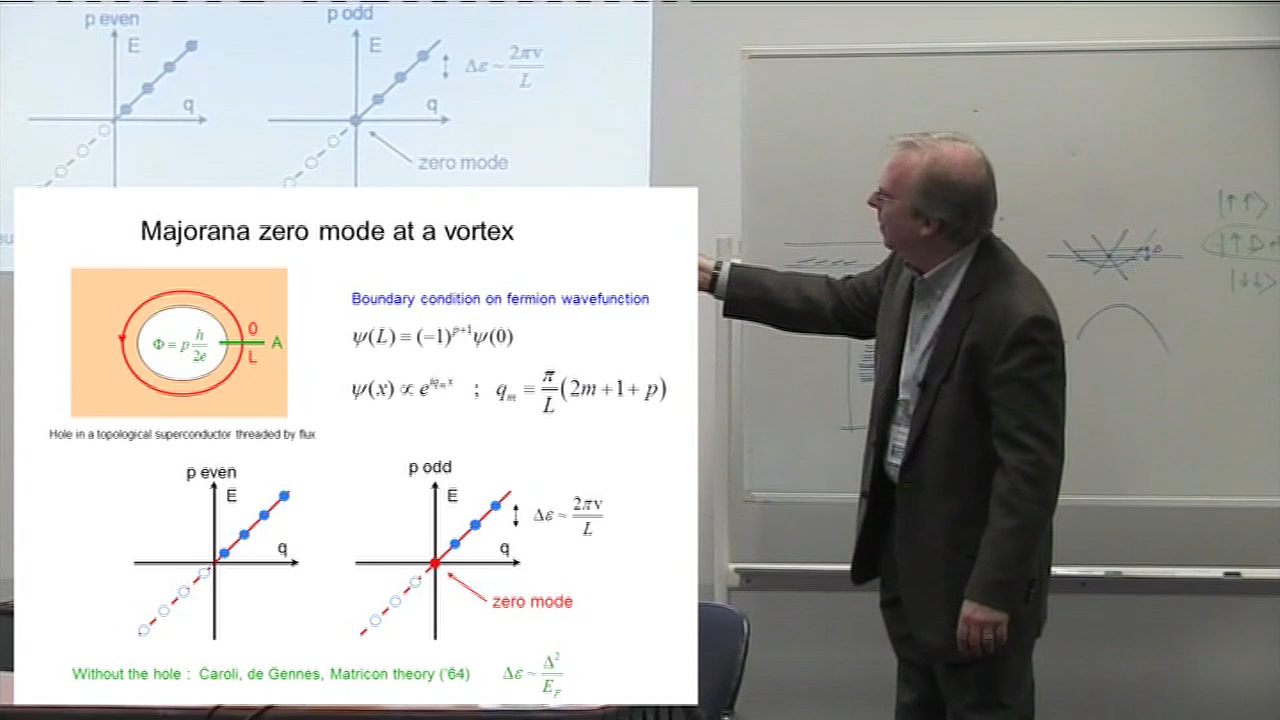 p even
p odd
E
E
Δε ~ 2πv / L
q
q
zero mode
Majorana zero mode at a vortex
Φ = p h/2e
0
L
A
Hole in a topological superconductor threaded by flux
Boundary condition on fermion wavefunction
ψ(L) = (−1)^{p+1}ψ(0)
ψ(x) ∝ e^{iq_m x} ; q_m = π/L (2m + 1 + p)
p even
p odd
E
E
Δε ~ 2πv / L
q
q
zero mode
Without the hole : Caroli, de Gennes, Matricon theory ('64)
Δε ~ Δ² / E_F
|↑↑⟩
|↓↓⟩